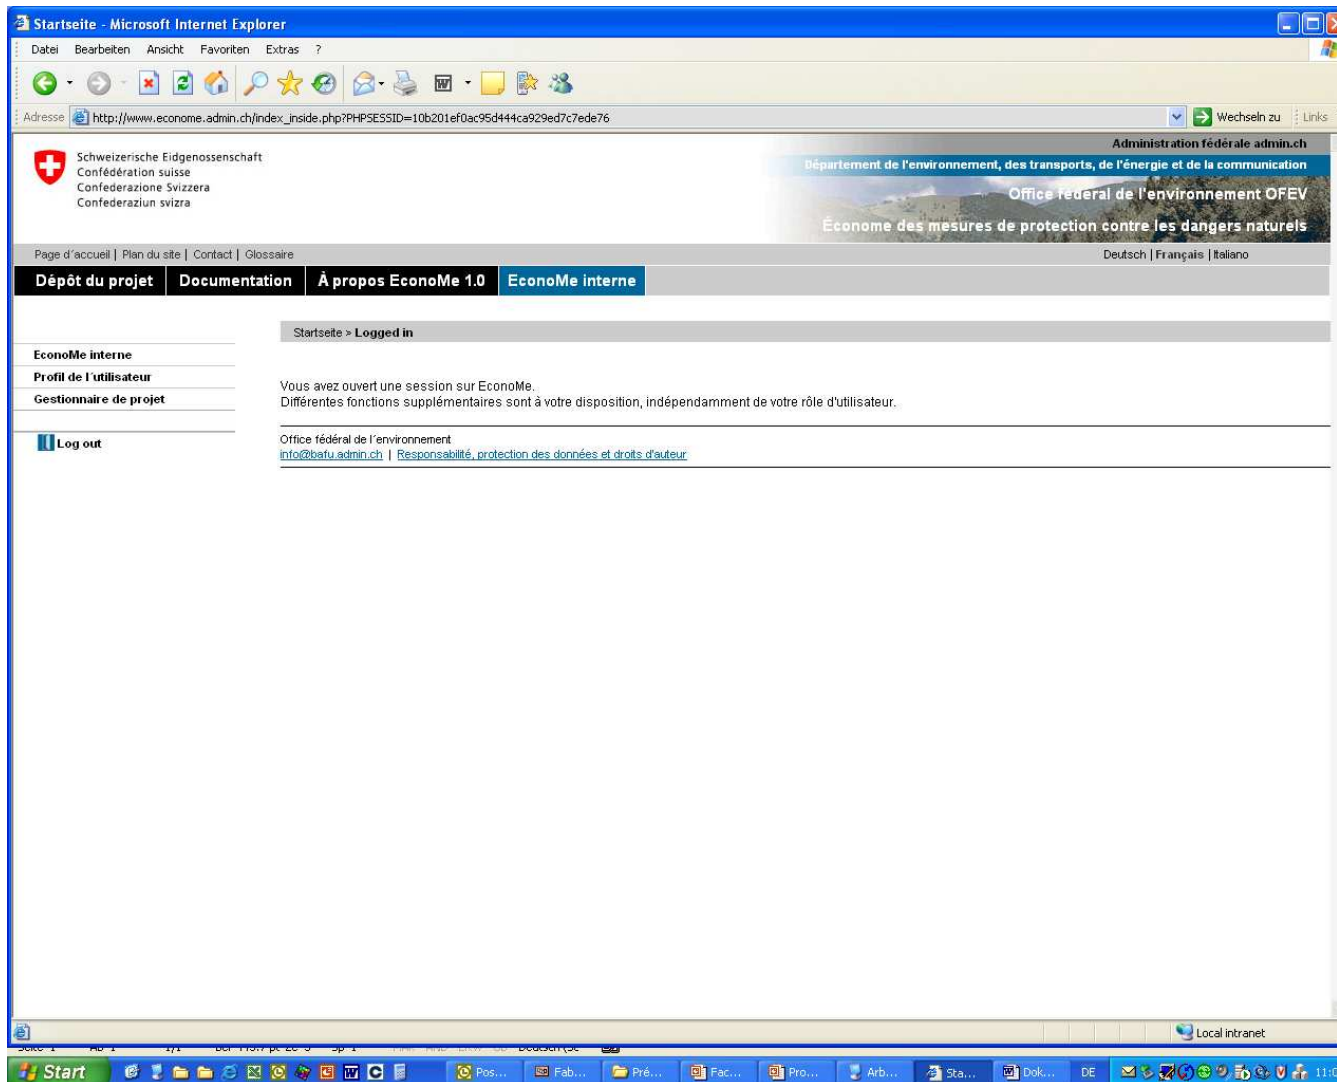 Startseite - Microsoft Internet Explorer
Datei Bearbeiten Ansicht Favoriten Extras ?
Adresse http://www.econome.admin.ch/index_inside.php?PHPSESSID=10b201ef0ac95d444ca929ed7c7ede76 Wechseln zu Links
Administration fédérale admin.ch
Schweizerische Eidgenossenschaft
Confédération suisse
Confederazione Svizzera
Confederaziun svizra
Département de l'environnement, des transports, de l'énergie et de la communication
Office fédéral de l'environnement OFEV
Économe des mesures de protection contre les dangers naturels
Page d´accueil | Plan du site | Contact | Glossaire
Deutsch | Français | Italiano
Dépôt du projet Documentation À propos EconoMe 1.0 EconoMe interne
Startseite » Logged in
EconoMe interne
Profil de l´utilisateur
Gestionnaire de projet
Log out
Vous avez ouvert une session sur EconoMe.
Différentes fonctions supplémentaires sont à votre disposition, indépendamment de votre rôle d'utilisateur.
Office fédéral de l´environnement
info@bafu.admin.ch | Responsabilité, protection des données et droits d'auteur
Local intranet
Start Pos... Fab... Pré... Fac... Pro... Arb... Sta... Dok... DE